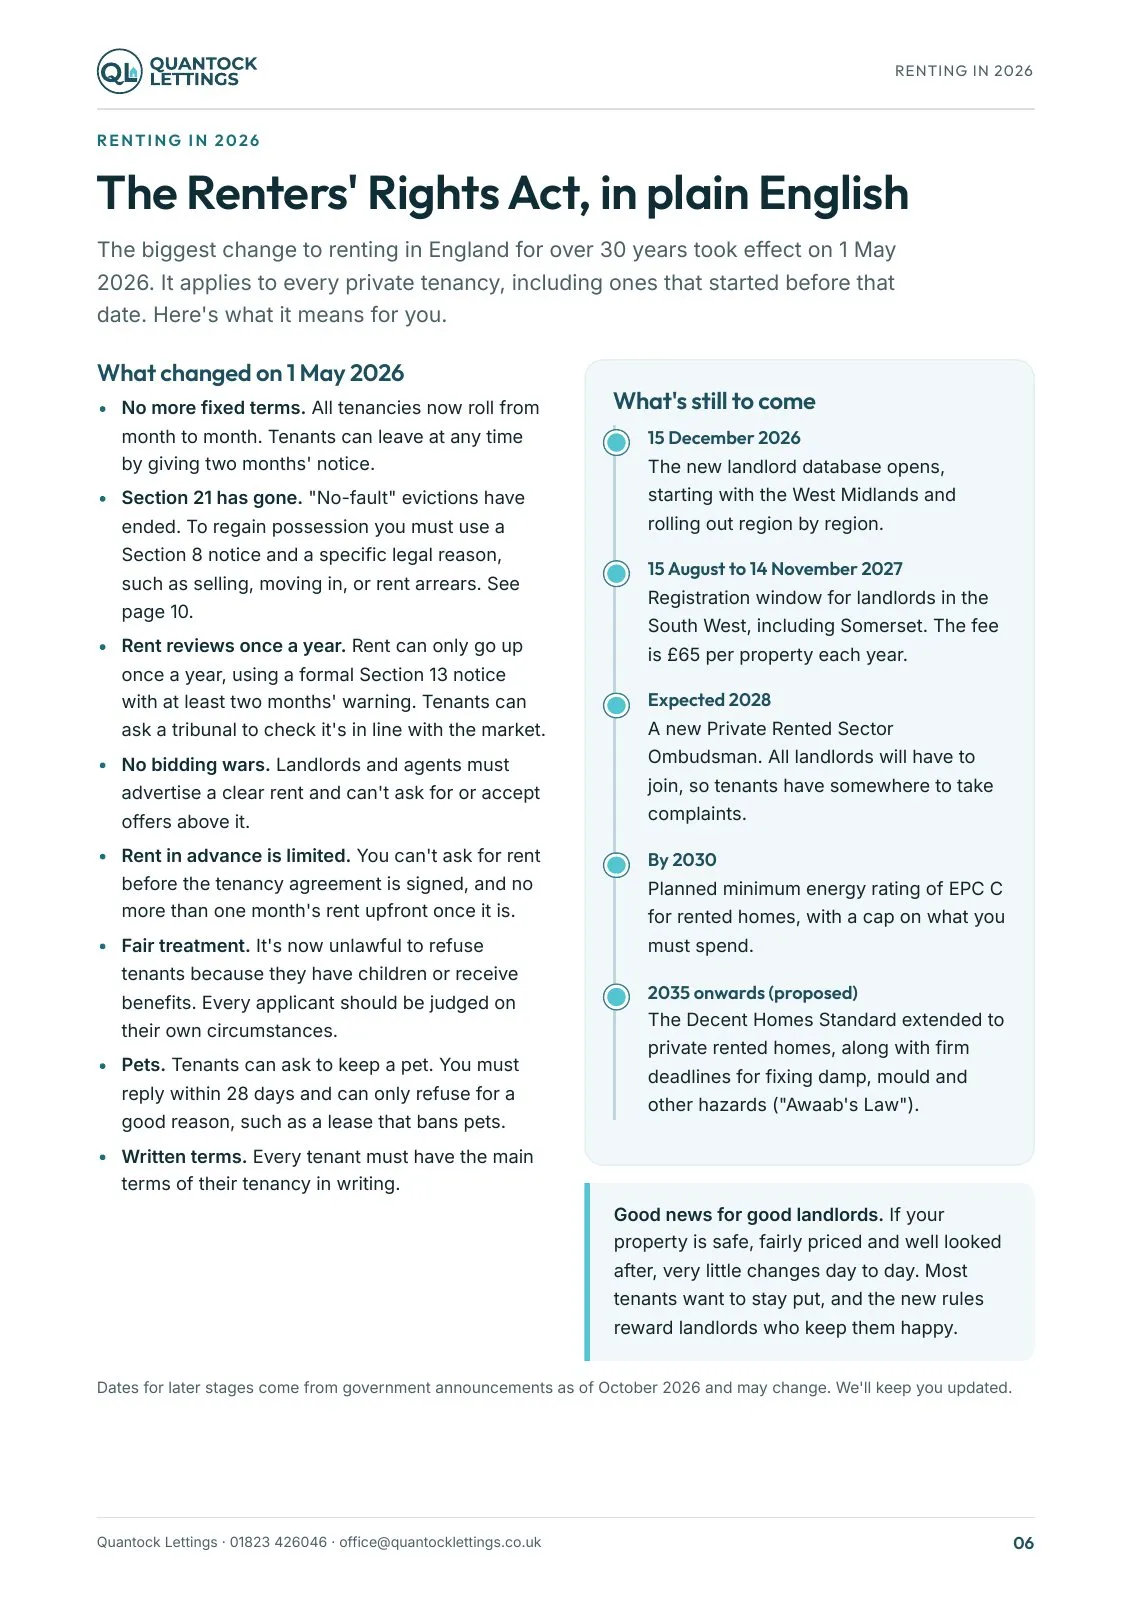 QL QUANTOCK
LETTINGS
RENTING IN 2026
RENTING IN 2026
The Renters' Rights Act, in plain English
The biggest change to renting in England for over 30 years took effect on 1 May
2026. It applies to every private tenancy, including ones that started before that
date. Here's what it means for you.
What changed on 1 May 2026
• No more fixed terms. All tenancies now roll from
month to month. Tenants can leave at any time
by giving two months' notice.
• Section 21 has gone. "No-fault" evictions have
ended. To regain possession you must use a
Section 8 notice and a specific legal reason,
such as selling, moving in, or rent arrears. See
page 10.
• Rent reviews once a year. Rent can only go up
once a year, using a formal Section 13 notice
with at least two months' warning. Tenants can
ask a tribunal to check it's in line with the market.
• No bidding wars. Landlords and agents must
advertise a clear rent and can't ask for or accept
offers above it.
• Rent in advance is limited. You can't ask for rent
before the tenancy agreement is signed, and no
more than one month's rent upfront once it is.
• Fair treatment. It's now unlawful to refuse
tenants because they have children or receive
benefits. Every applicant should be judged on
their own circumstances.
• Pets. Tenants can ask to keep a pet. You must
reply within 28 days and can only refuse for a
good reason, such as a lease that bans pets.
• Written terms. Every tenant must have the main
terms of their tenancy in writing.
What's still to come
15 December 2026
The new landlord database opens,
starting with the West Midlands and
rolling out region by region.
15 August to 14 November 2027
Registration window for landlords in the
South West, including Somerset. The fee
is £65 per property each year.
Expected 2028
A new Private Rented Sector
Ombudsman. All landlords will have to
join, so tenants have somewhere to take
complaints.
By 2030
Planned minimum energy rating of EPC C
for rented homes, with a cap on what you
must spend.
2035 onwards (proposed)
The Decent Homes Standard extended to
private rented homes, along with firm
deadlines for fixing damp, mould and
other hazards ("Awaab's Law").
Good news for good landlords. If your
property is safe, fairly priced and well looked
after, very little changes day to day. Most
tenants want to stay put, and the new rules
reward landlords who keep them happy.
Dates for later stages come from government announcements as of October 2026 and may change. We'll keep you updated.
Quantock Lettings · 01823 426046 · office@quantocklettings.co.uk
06